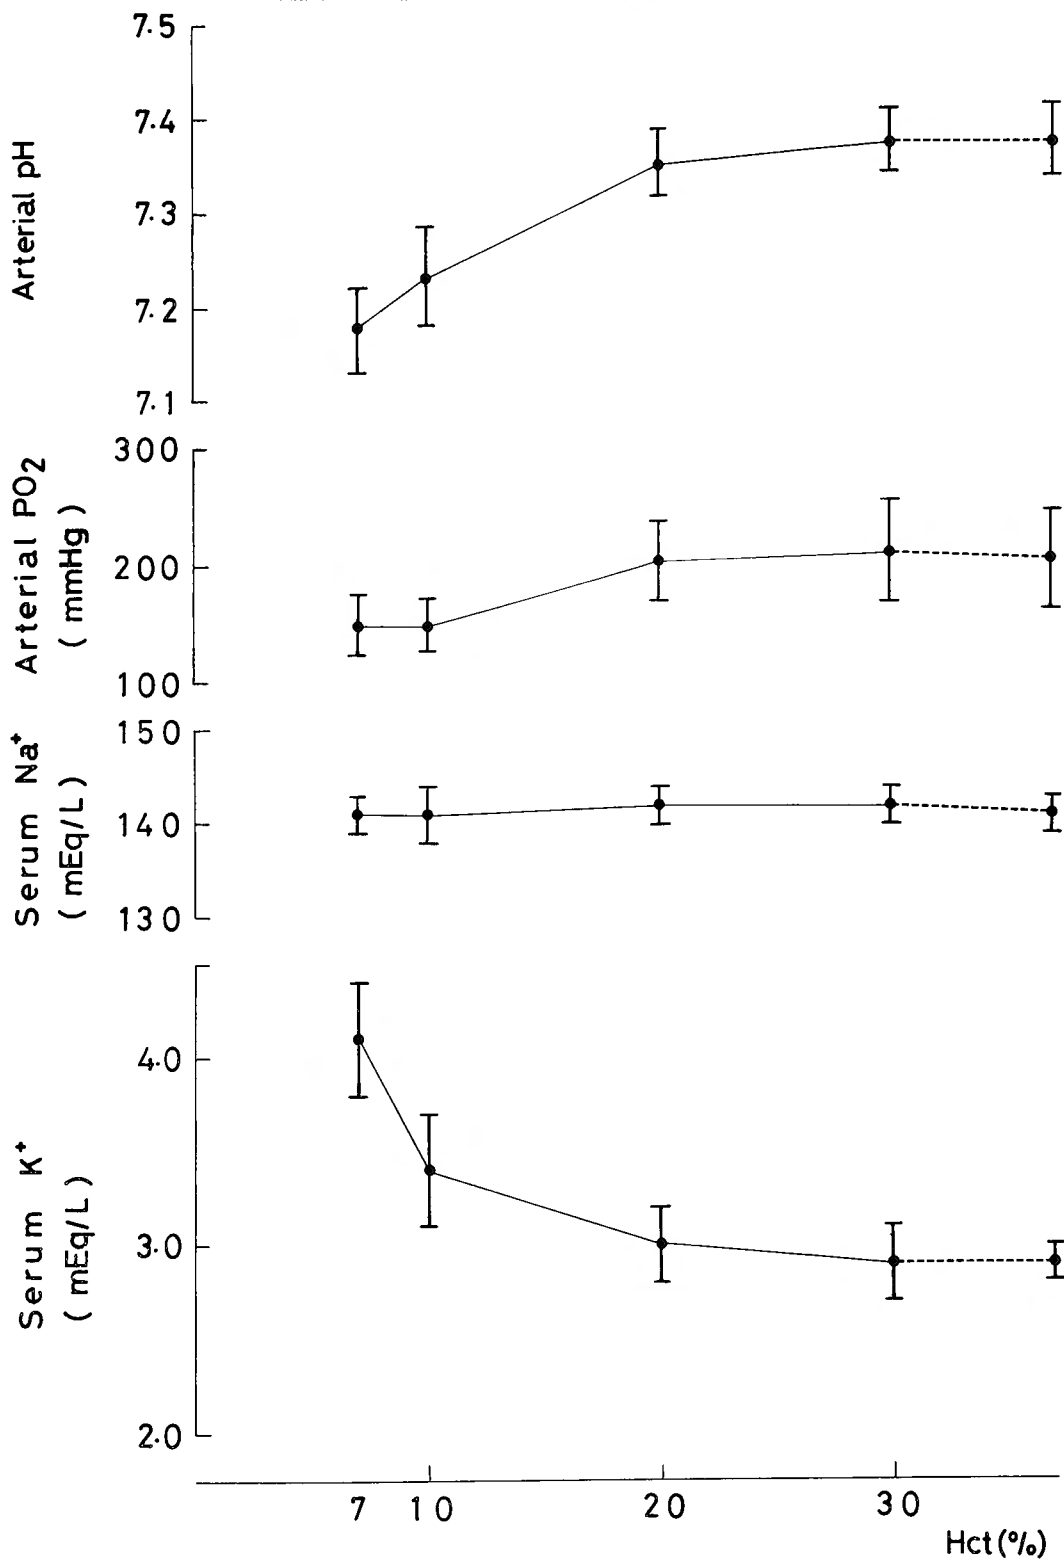 Arterial pH
7.5
7.4
7.3
7.2
7.1
Arterial PO2
(mmHg)
300
200
100
Serum Na+
(mEq/L)
150
140
130
Serum K+
(mEq/L)
4.0
3.0
2.0
7 10 20 30
Hct(%)